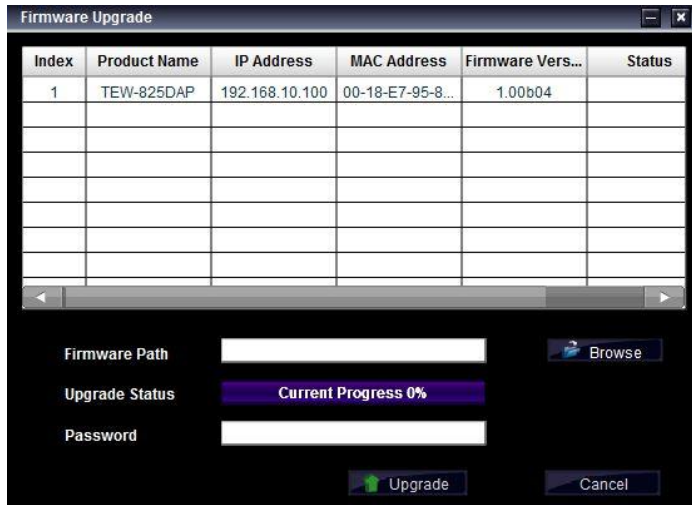 Firmware Upgrade
Index Product Name IP Address MAC Address Firmware Vers... Status
1 TEW-825DAP 192.168.10.100 00-18-E7-95-8... 1.00b04
Firmware Path Browse
Upgrade Status Current Progress 0%
Password
Upgrade Cancel